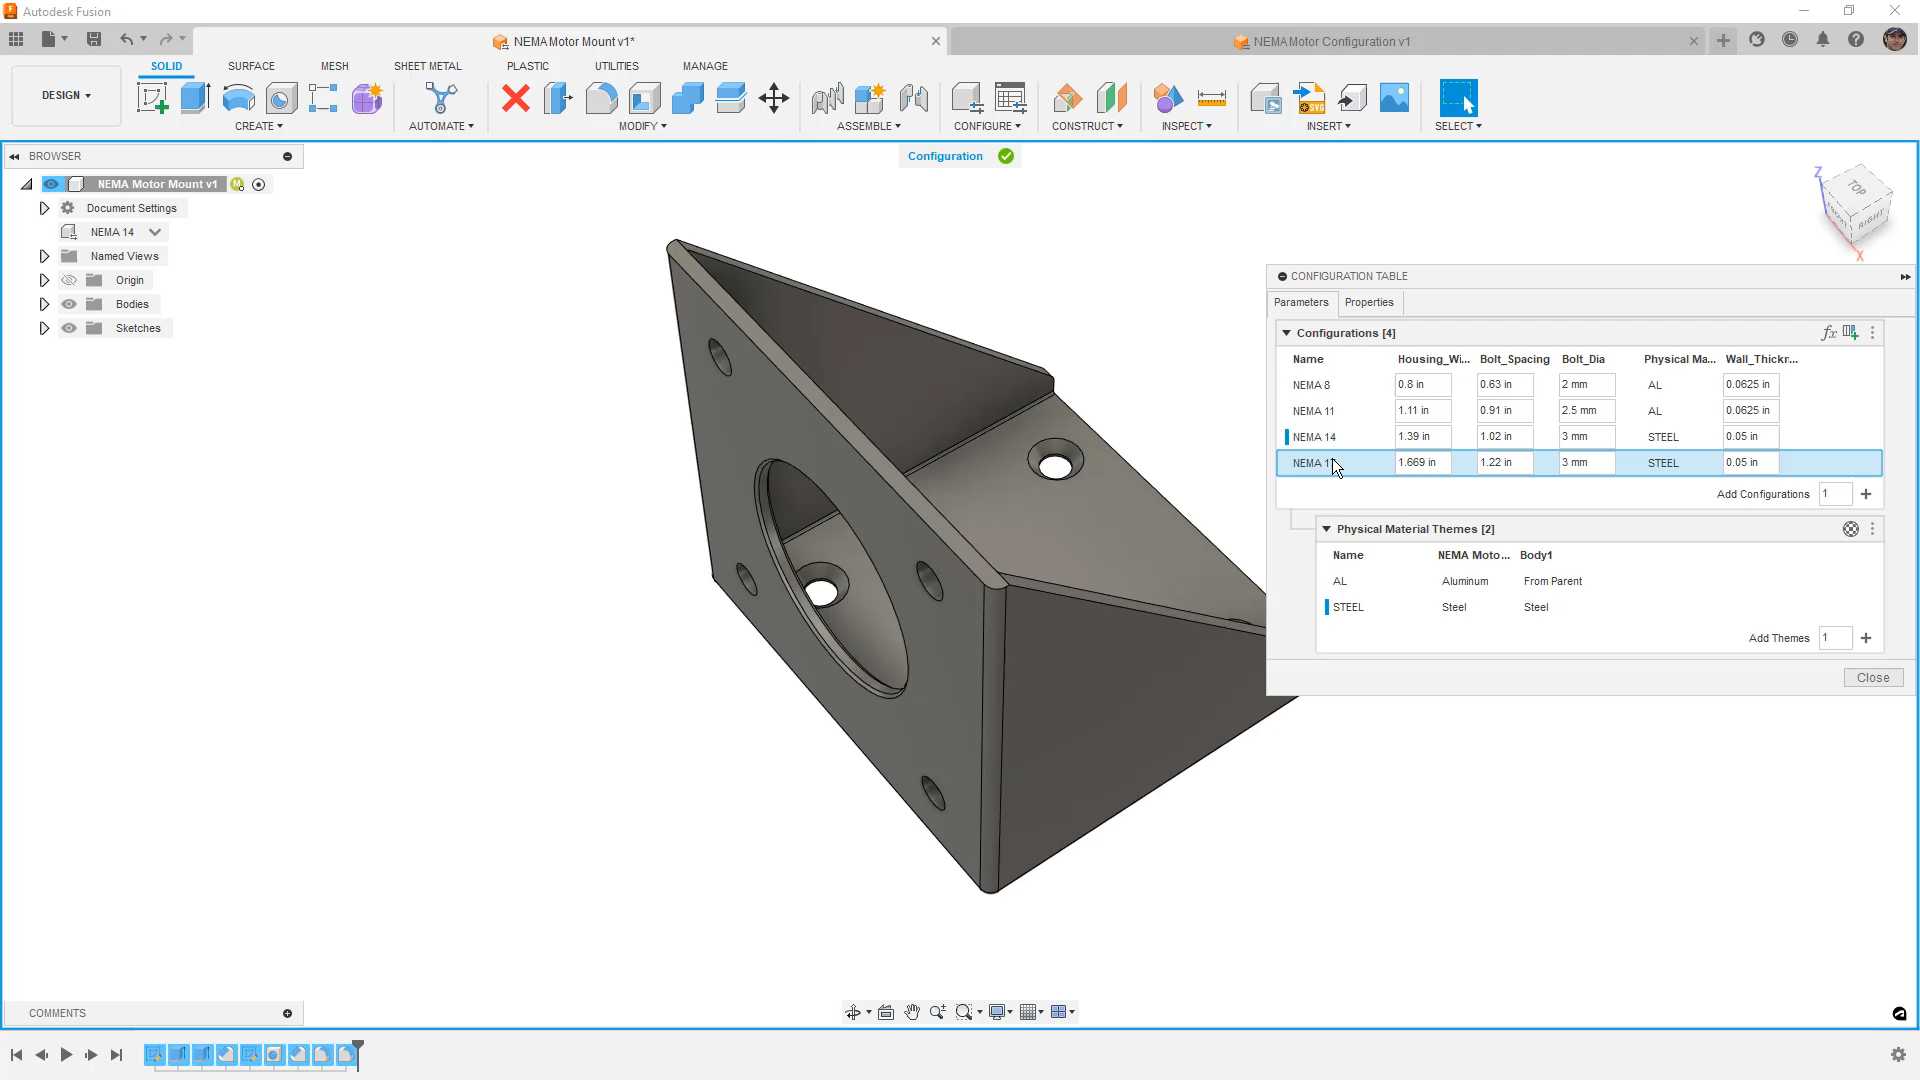 Autodesk Fusion
NEMA Motor Mount v1*
NEMA Motor Configuration v1
DESIGN
SOLID
SURFACE
MESH
SHEET METAL
PLASTIC
UTILITIES
MANAGE
CREATE
AUTOMATE
MODIFY
ASSEMBLE
CONFIGURE
CONSTRUCT
INSPECT
INSERT
SELECT
BROWSER
Configuration
NEMA Motor Mount v1
Document Settings
NEMA 14
Named Views
Origin
Bodies
Sketches
Z
TOP
FRONT
RIGHT
X
CONFIGURATION TABLE
Parameters Properties
Configurations [4] fx
Name Housing_Wi... Bolt_Spacing Bolt_Dia Physical Ma... Wall_Thickr...
NEMA 8 0.8 in 0.63 in 2 mm AL 0.0625 in
NEMA 11 1.11 in 0.91 in 2.5 mm AL 0.0625 in
NEMA 14 1.39 in 1.02 in 3 mm STEEL 0.05 in
NEMA 1 1.669 in 1.22 in 3 mm STEEL 0.05 in
Add Configurations 1
Physical Material Themes [2]
Name NEMA Moto... Body1
AL Aluminum From Parent
STEEL Steel Steel
Add Themes 1
Close
COMMENTS